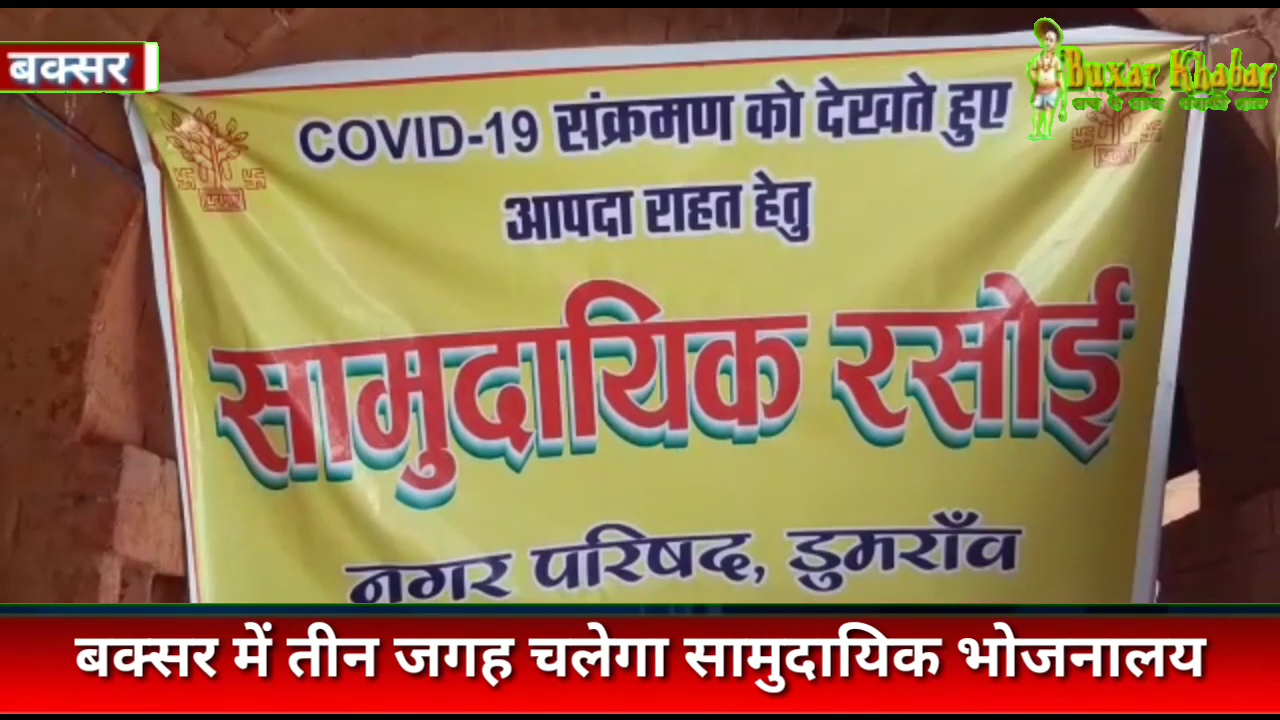 बक्सर
Buxar Khabar
COVID-19 संक्रमण को देखते हुए
आपदा राहत हेतु
सामुदायिक रसोई
नगर परिषद, डुमराँव
बक्सर में तीन जगह चलेगा सामुदायिक भोजनालय